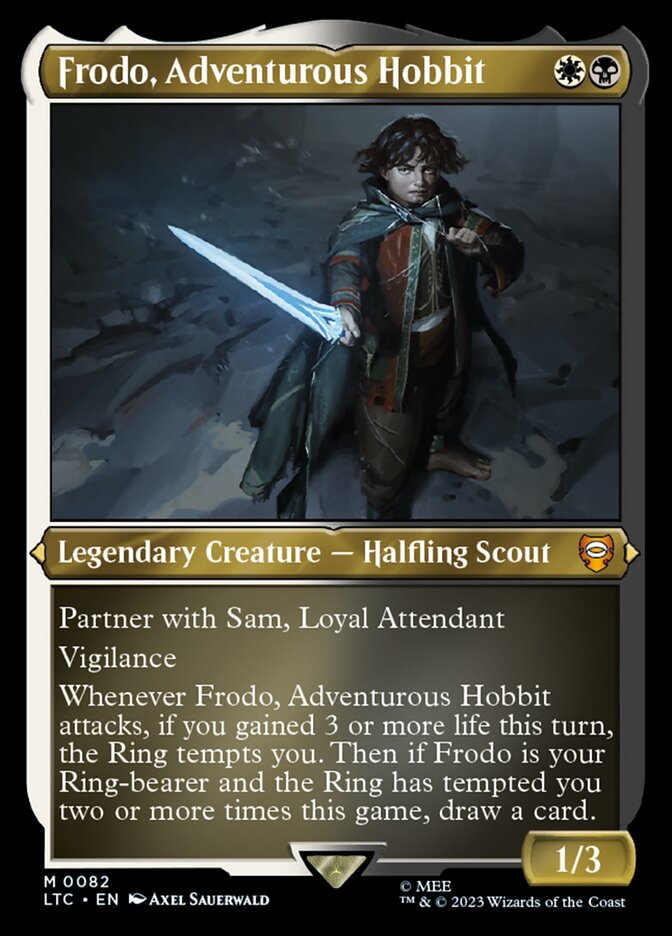 Frodo, Adventurous Hobbit
Legendary Creature — Halfling Scout
Partner with Sam, Loyal Attendant
Vigilance
Whenever Frodo, Adventurous Hobbit
attacks, if you gained 3 or more life this turn,
the Ring tempts you. Then if Frodo is your
Ring-bearer and the Ring has tempted you
two or more times this game, draw a card.
1/3
M 0082
LTC • EN Axel Sauerwald
© MEE
™ & © 2023 Wizards of the Coast